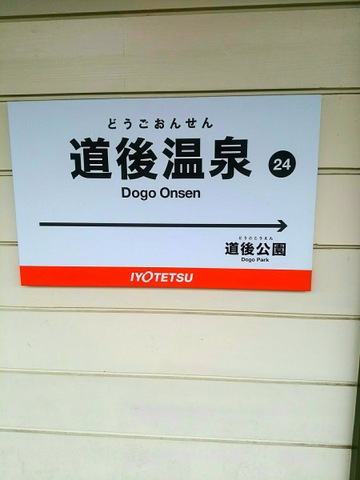 どうごおんせん
道後温泉 24
Dogo Onsen
どうごこうえん
道後公園
Dogo Park
IYOTETSU